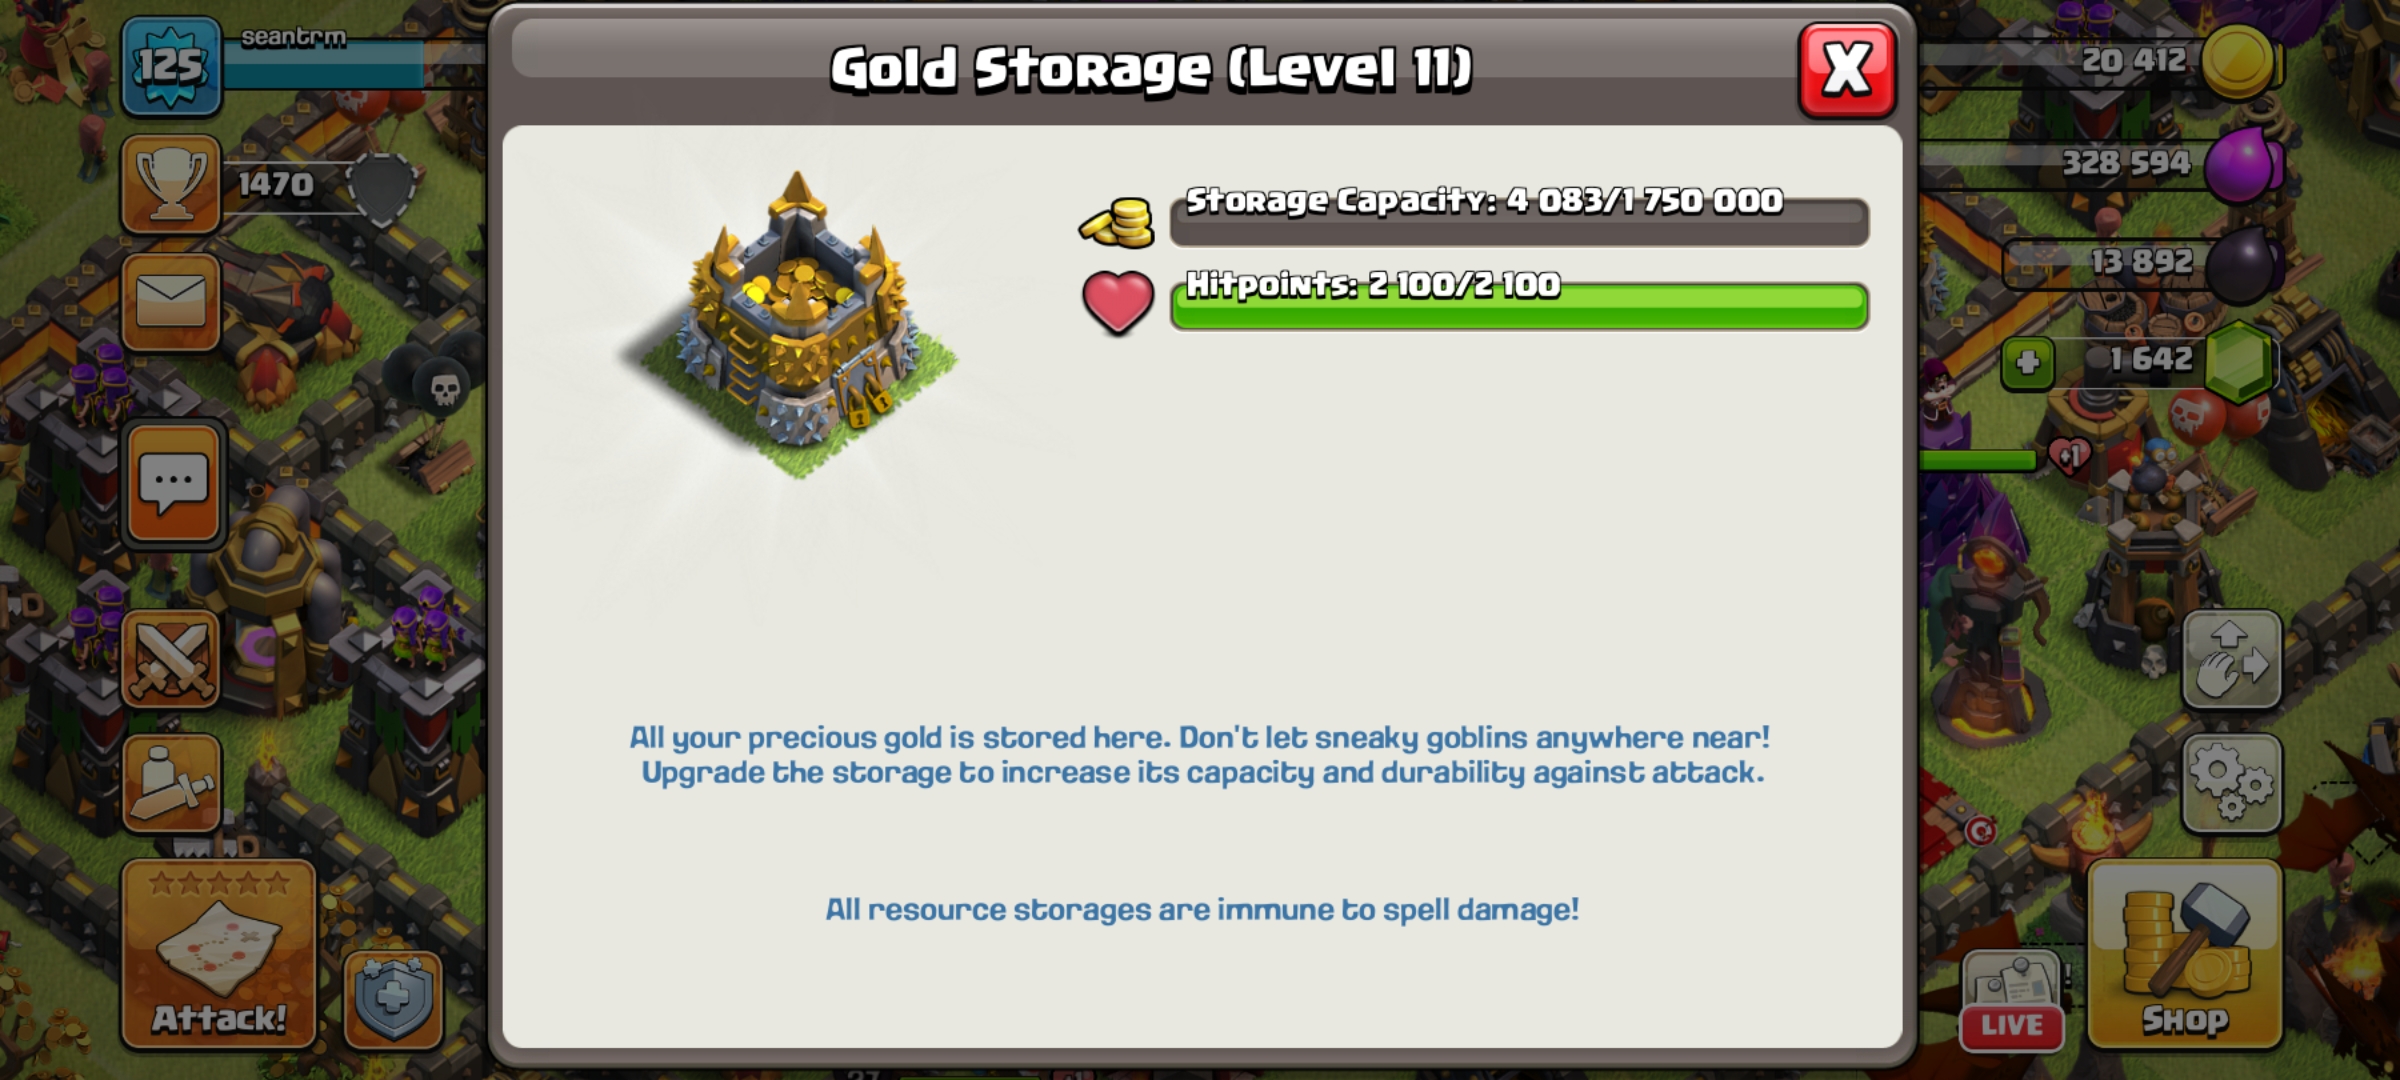 125
seantrm
Gold Storage (Level 11)
X
20 412
1470
Storage Capacity: 4 083/1 750 000
328 594
Hitpoints: 2 100/2 100
13 892
1 642
+1
All your precious gold is stored here. Don't let sneaky goblins anywhere near!
Upgrade the storage to increase its capacity and durability against attack.
All resource storages are immune to spell damage!
Attack!
LIVE
Shop